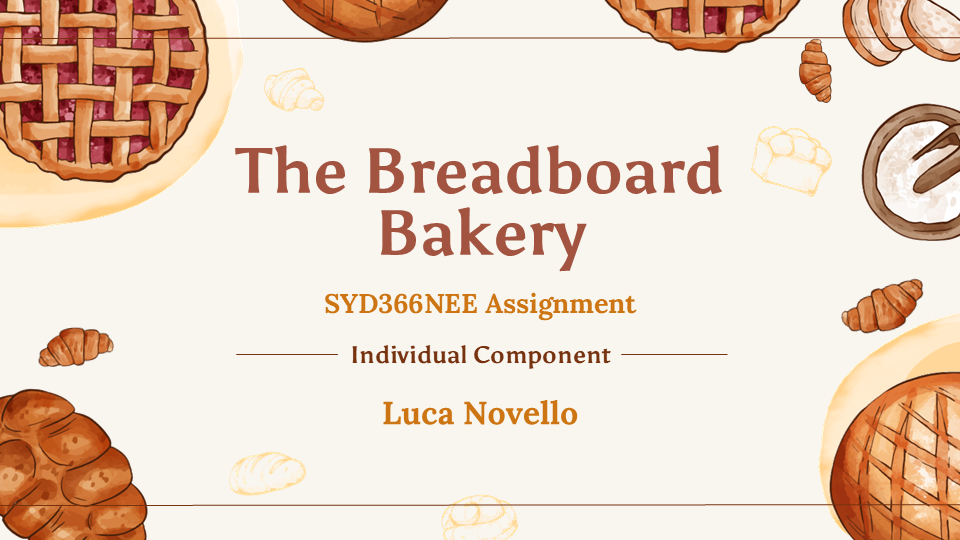 The Breadboard
Bakery
SYD366NEE Assignment
Individual Component
Luca Novello